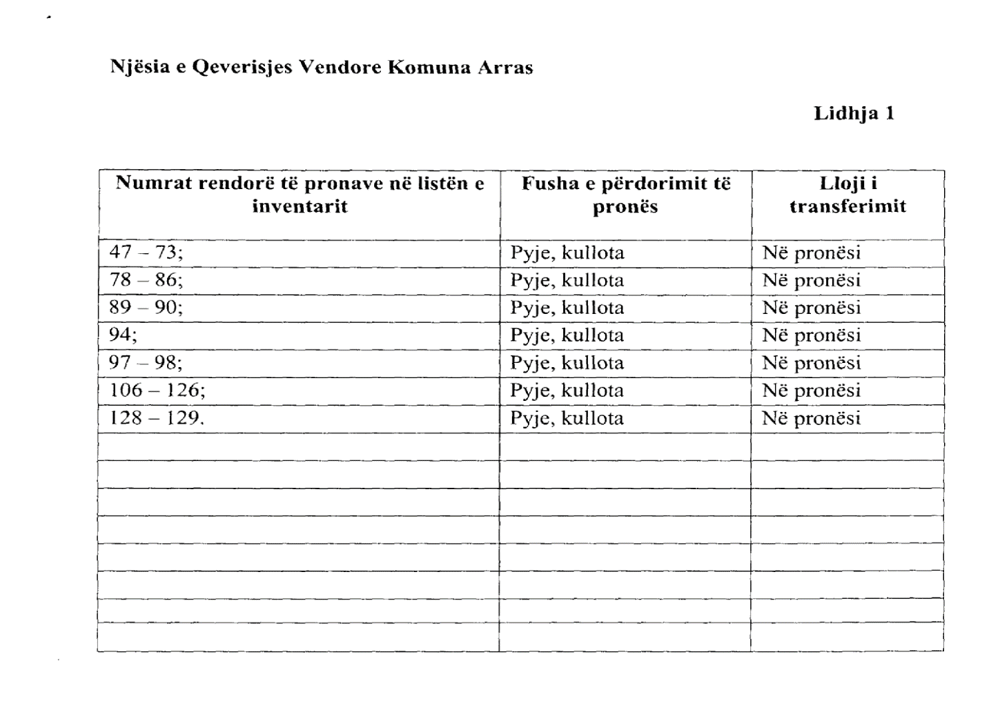 Njësia e Qeverisjes Vendore Komuna Arras
Lidhja 1
Numrat rendorë të pronave në listën e inventarit | Fusha e përdorimit të pronës | Lloji i transferimit
47 – 73; Pyje, kullota Në pronësi
78 – 86; Pyje, kullota Në pronësi
89 – 90; Pyje, kullota Në pronësi
94; Pyje, kullota Në pronësi
97 – 98; Pyje, kullota Në pronësi
106 – 126; Pyje, kullota Në pronësi
128 – 129. Pyje, kullota Në pronësi